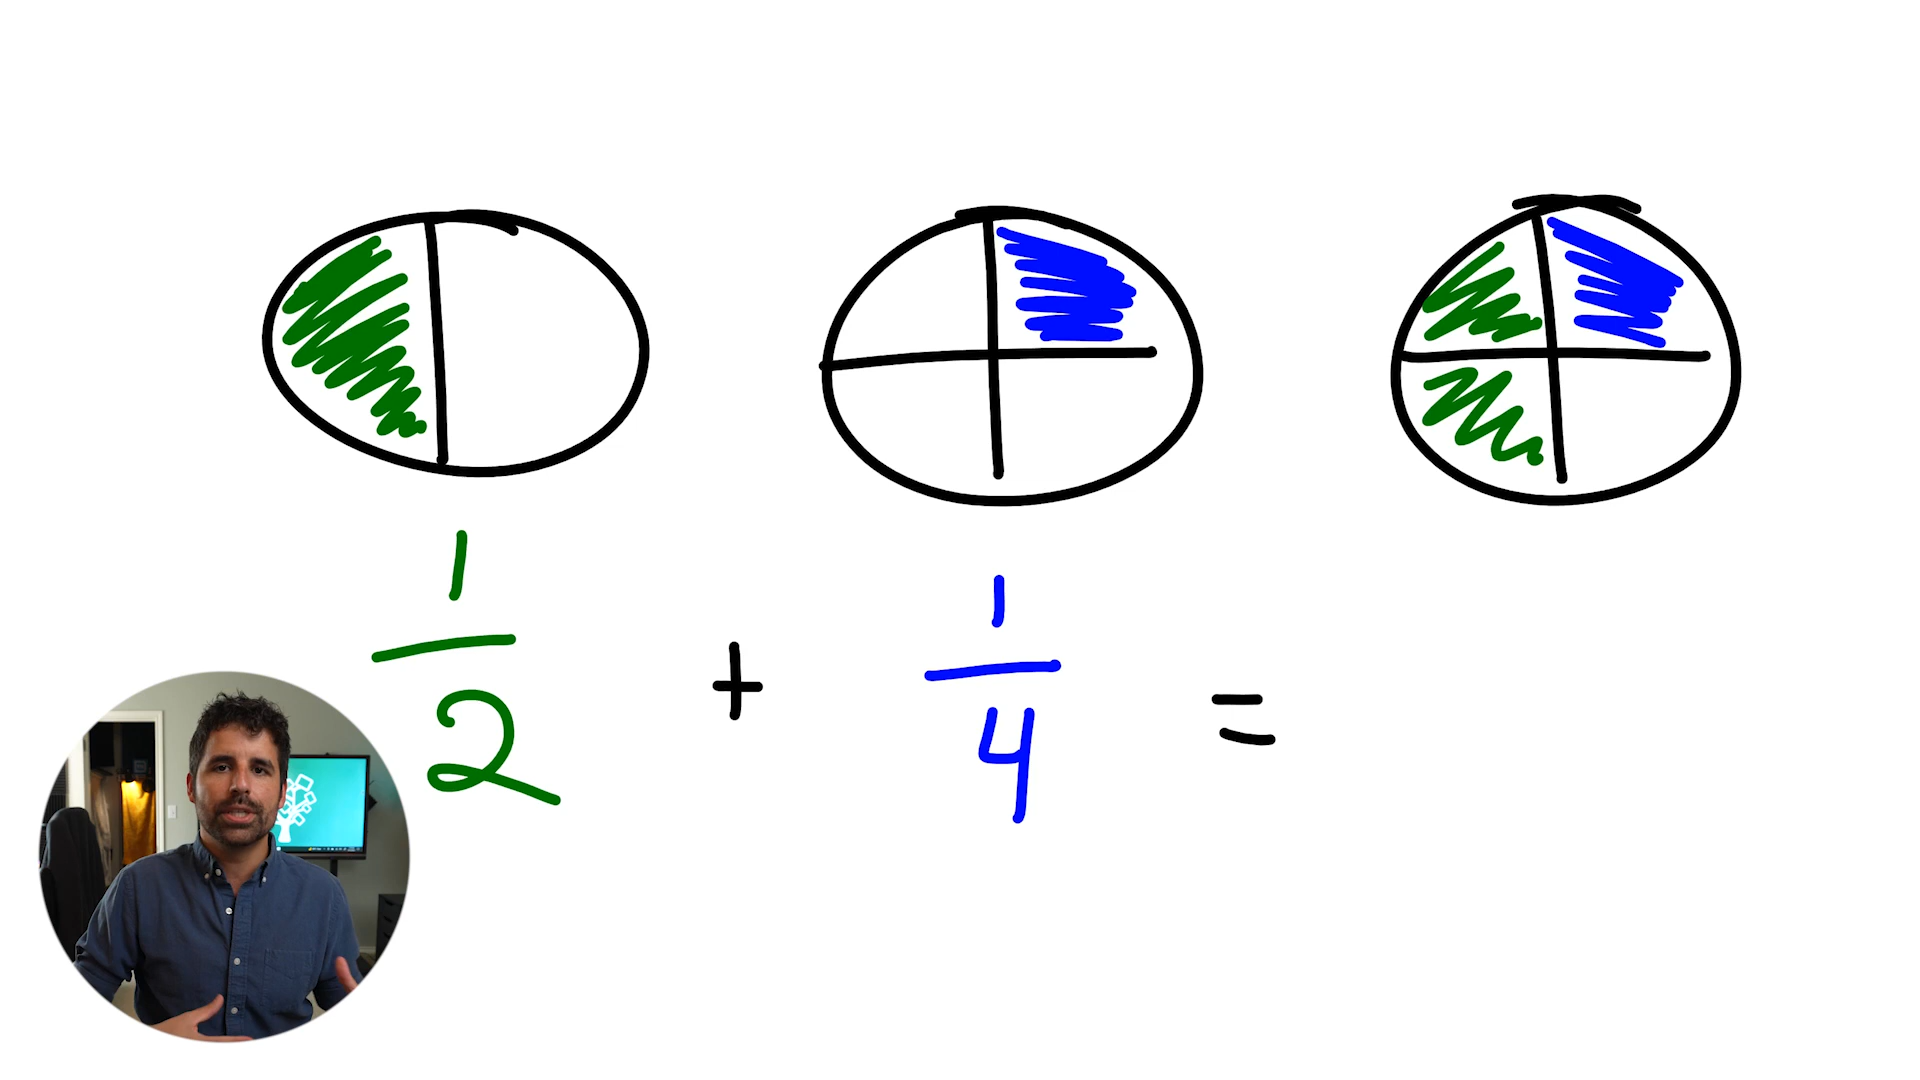 1/2 + 1/4 =